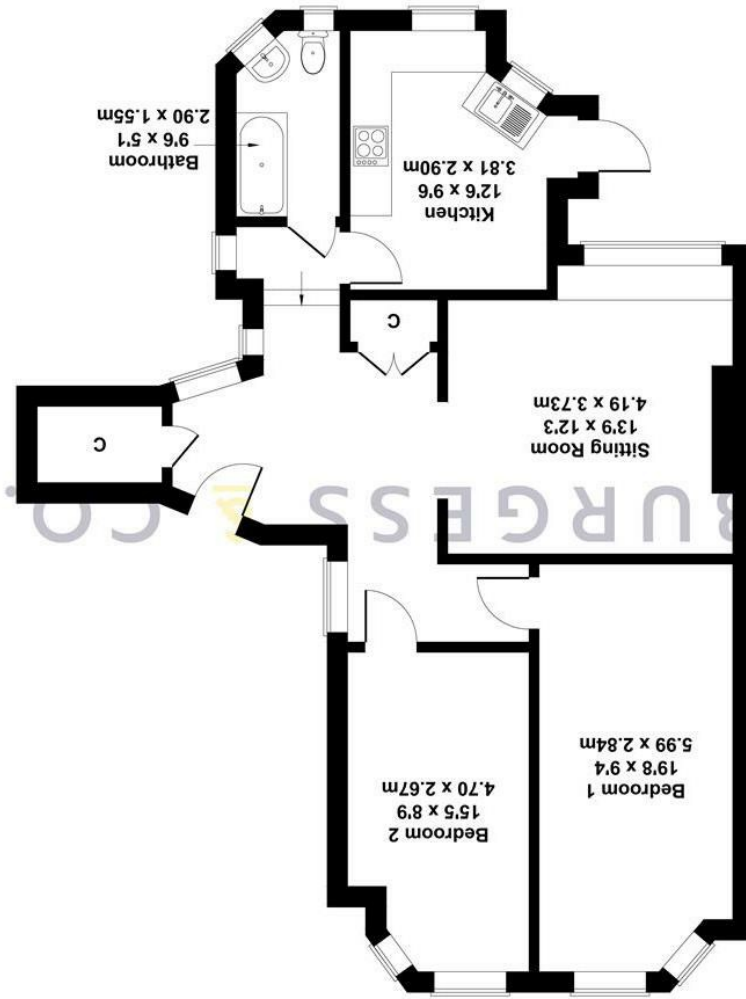 Bedroom 1
19'8 x 9'4
5.99 x 2.84m
Bedroom 2
15'5 x 8'9
4.70 x 2.67m
BURGESS & CO.
Sitting Room
13'9 x 12'3
4.19 x 3.73m
C
C
Kitchen
12'6 x 9'6
3.81 x 2.90m
Bathroom
9'6 x 5'1
2.90 x 1.55m